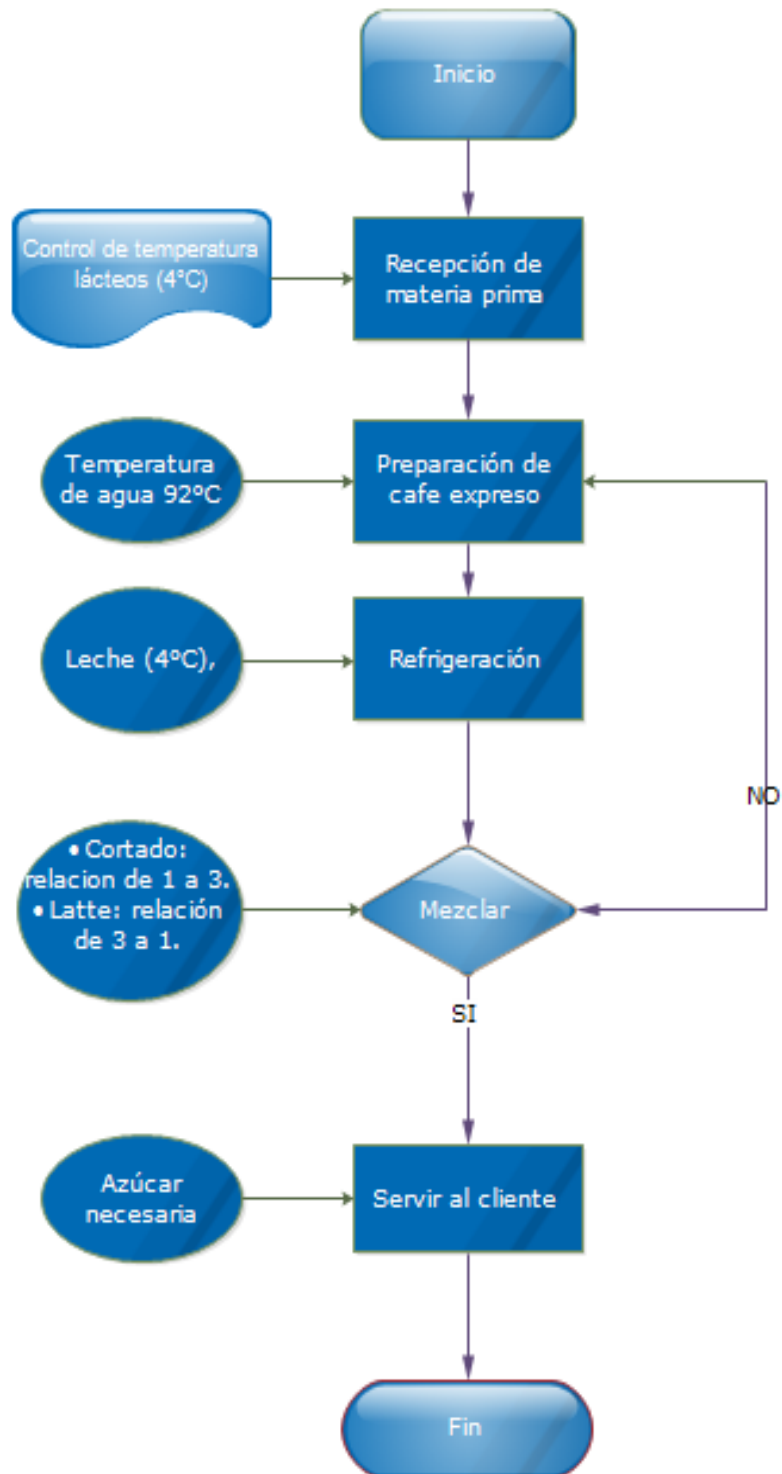 Inicio
Control de temperatura
lácteos (4°C)
Recepción de
materia prima
Temperatura
de agua 92ºC
Preparación de
cafe expreso
Leche (4ºC),
Refrigeración
NO
• Cortado:
relacion de 1 a 3.
• Latte: relación
de 3 a 1.
Mezclar
SI
Azúcar
necesaria
Servir al cliente
Fin